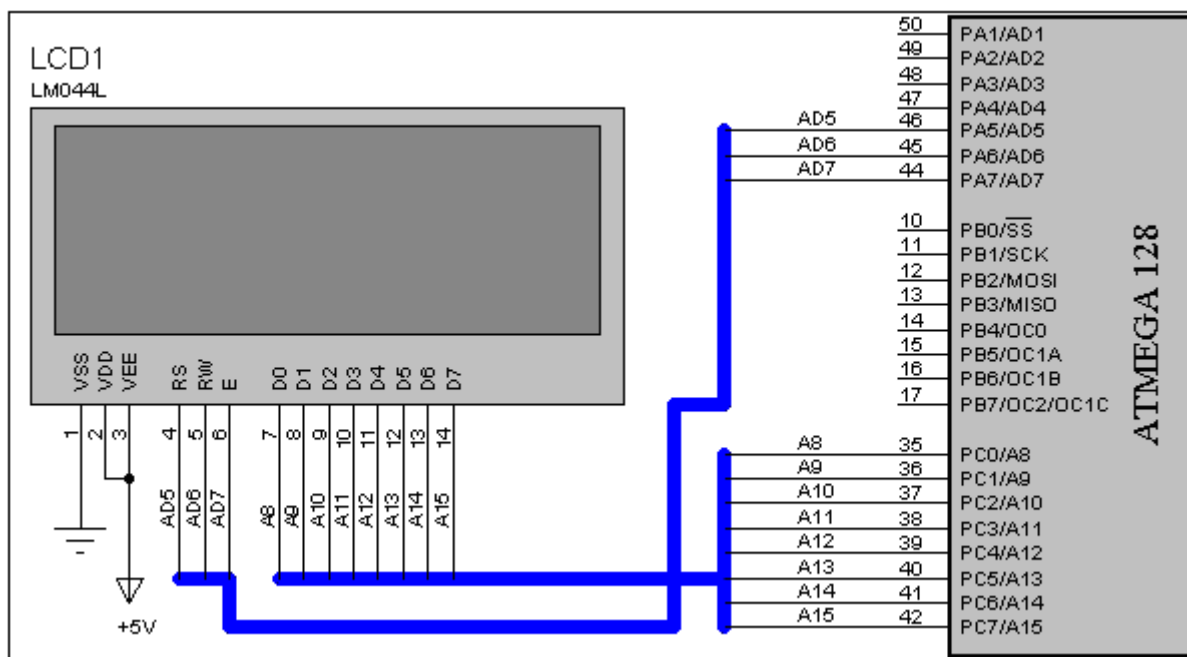 LCD1
LM044L
VSS
VDD
VEE
RS
RW
E
D0
D1
D2
D3
D4
D5
D6
D7
1
2
3
4
5
6
7
8
9
10
11
12
13
14
AD5
AD6
AD7
A8
A9
A10
A11
A12
A13
A14
A15
+5V
50 PA1/AD1
49 PA2/AD2
48 PA3/AD3
47 PA4/AD4
AD5 46 PA5/AD5
AD6 45 PA6/AD6
AD7 44 PA7/AD7
10 PB0/SS
11 PB1/SCK
12 PB2/MOSI
13 PB3/MISO
14 PB4/OC0
15 PB5/OC1A
16 PB6/OC1B
17 PB7/OC2/OC1C
A8 35 PC0/A8
A9 36 PC1/A9
A10 37 PC2/A10
A11 38 PC3/A11
A12 39 PC4/A12
A13 40 PC5/A13
A14 41 PC6/A14
A15 42 PC7/A15
ATMEGA 128